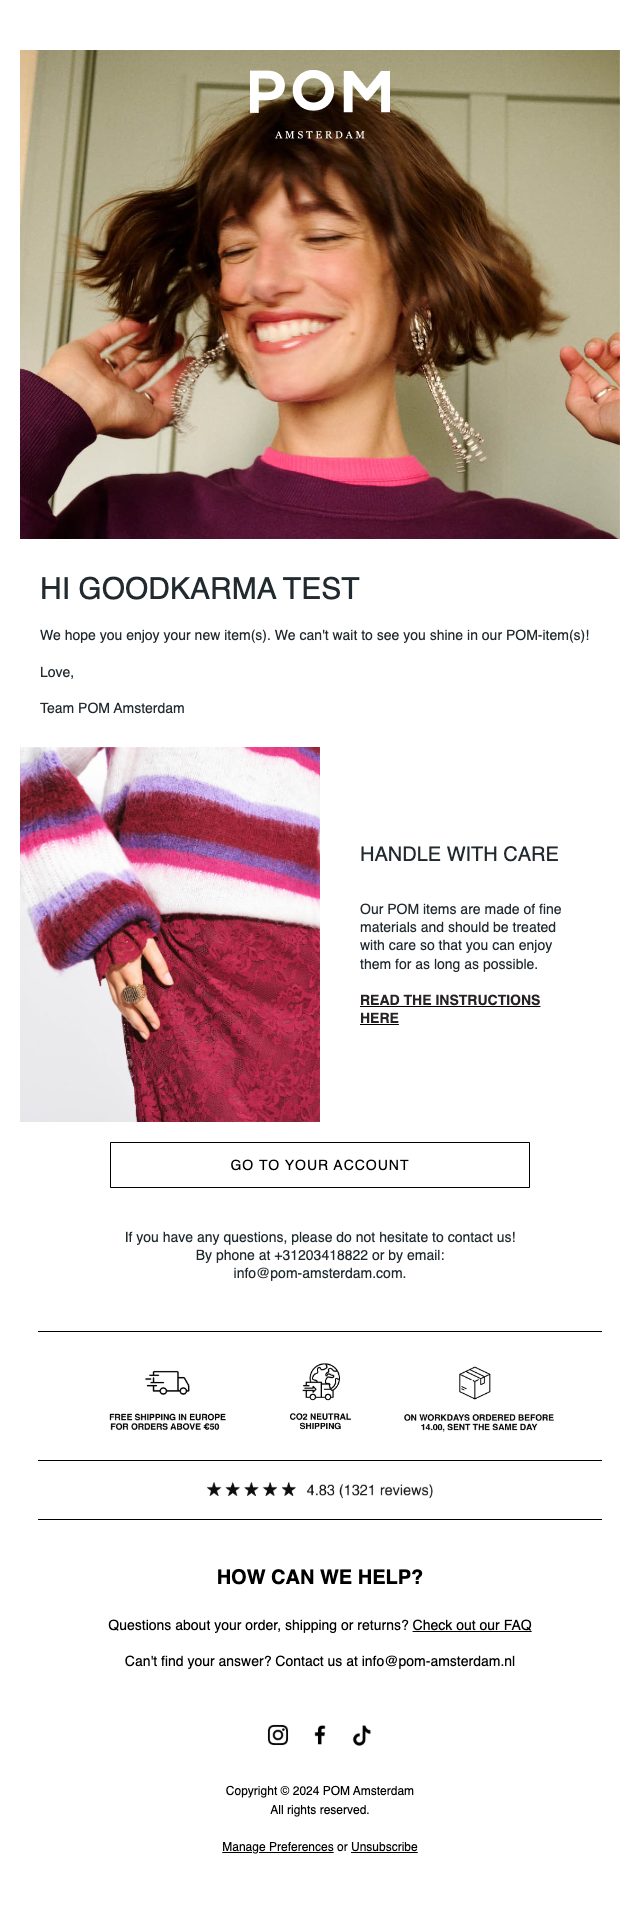 POM
AMSTERDAM
HI GOODKARMA TEST
We hope you enjoy your new item(s). We can't wait to see you shine in our POM-item(s)!
Love,
Team POM Amsterdam
HANDLE WITH CARE
Our POM items are made of fine
materials and should be treated
with care so that you can enjoy
them for as long as possible.
READ THE INSTRUCTIONS
HERE
GO TO YOUR ACCOUNT
If you have any questions, please do not hesitate to contact us!
By phone at +31203418822 or by email:
info@pom-amsterdam.com.
FREE SHIPPING IN EUROPE
FOR ORDERS ABOVE €50
CO2 NEUTRAL
SHIPPING
ON WORKDAYS ORDERED BEFORE
14.00, SENT THE SAME DAY
★★★★★ 4.83 (1321 reviews)
HOW CAN WE HELP?
Questions about your order, shipping or returns? Check out our FAQ
Can't find your answer? Contact us at info@pom-amsterdam.nl
Copyright © 2024 POM Amsterdam
All rights reserved.
Manage Preferences or Unsubscribe